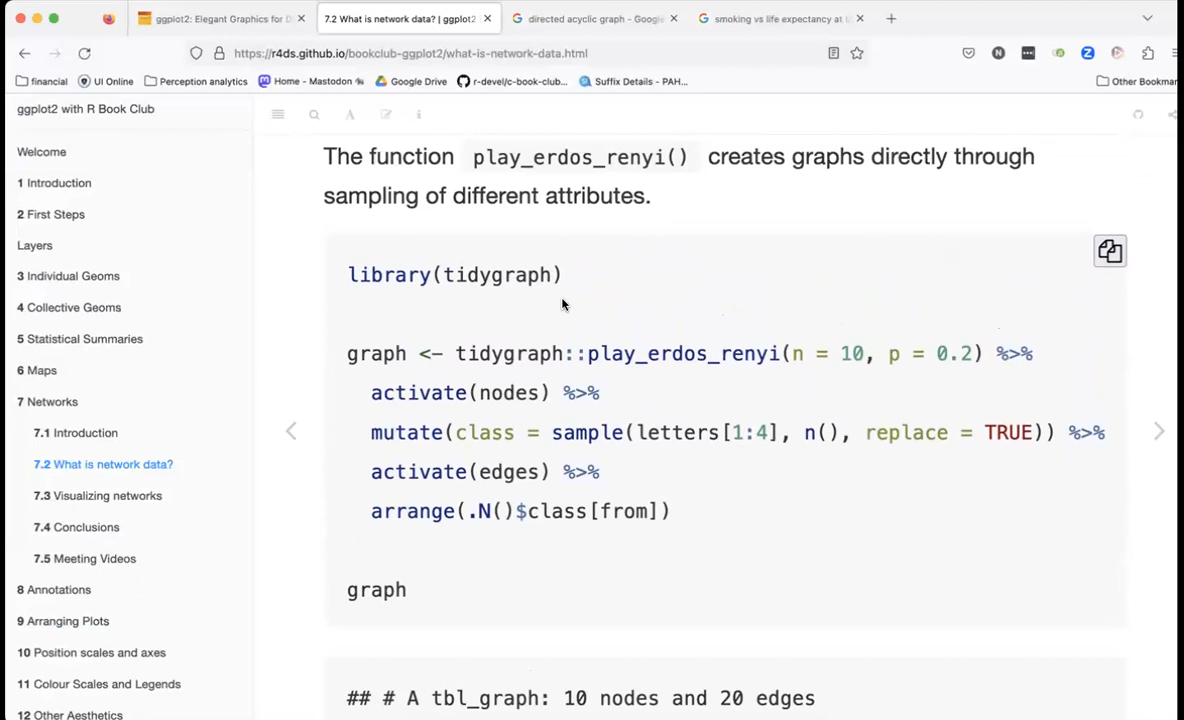 ggplot2: Elegant Graphics for D
7.2 What is network data? | ggplot2
directed acyclic graph - Google
smoking vs life expectancy at
https://r4ds.github.io/bookclub-ggplot2/what-is-network-data.html
financial
UI Online
Perception analytics
Home - Mastodon
Google Drive
r-devel/c-book-club...
Suffix Details - PAH...
Other Bookmar
ggplot2 with R Book Club
Welcome
1 Introduction
2 First Steps
Layers
3 Individual Geoms
4 Collective Geoms
5 Statistical Summaries
6 Maps
7 Networks
7.1 Introduction
7.2 What is network data?
7.3 Visualizing networks
7.4 Conclusions
7.5 Meeting Videos
8 Annotations
9 Arranging Plots
10 Position scales and axes
11 Colour Scales and Legends
12 Other Aesthetics
The function play_erdos_renyi() creates graphs directly through
sampling of different attributes.
library(tidygraph)
graph <- tidygraph::play_erdos_renyi(n = 10, p = 0.2) %>%
activate(nodes) %>%
mutate(class = sample(letters[1:4], n(), replace = TRUE)) %>%
activate(edges) %>%
arrange(.N()$class[from])
graph
## # A tbl_graph: 10 nodes and 20 edges